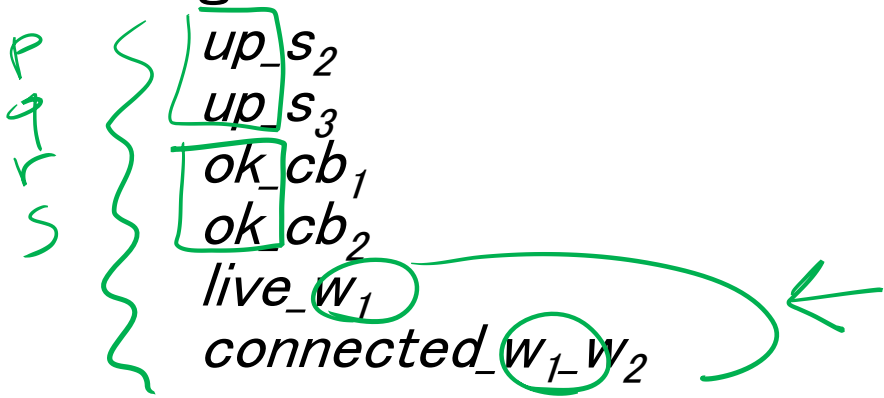 p
q
r
s
up_s₂
up_s₃
ok_cb₁
ok_cb₂
live_w₁
connected_w₁_w₂